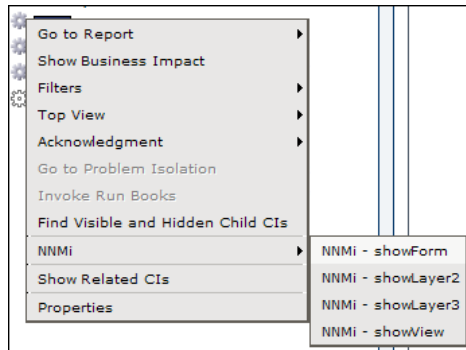 Go to Report
Show Business Impact
Filters
Top View
Acknowledgment
Go to Problem Isolation
Invoke Run Books
Find Visible and Hidden Child CIs
NNMi
Show Related CIs
Properties
NNMi - showForm
NNMi - showLayer2
NNMi - showLayer3
NNMi - showView